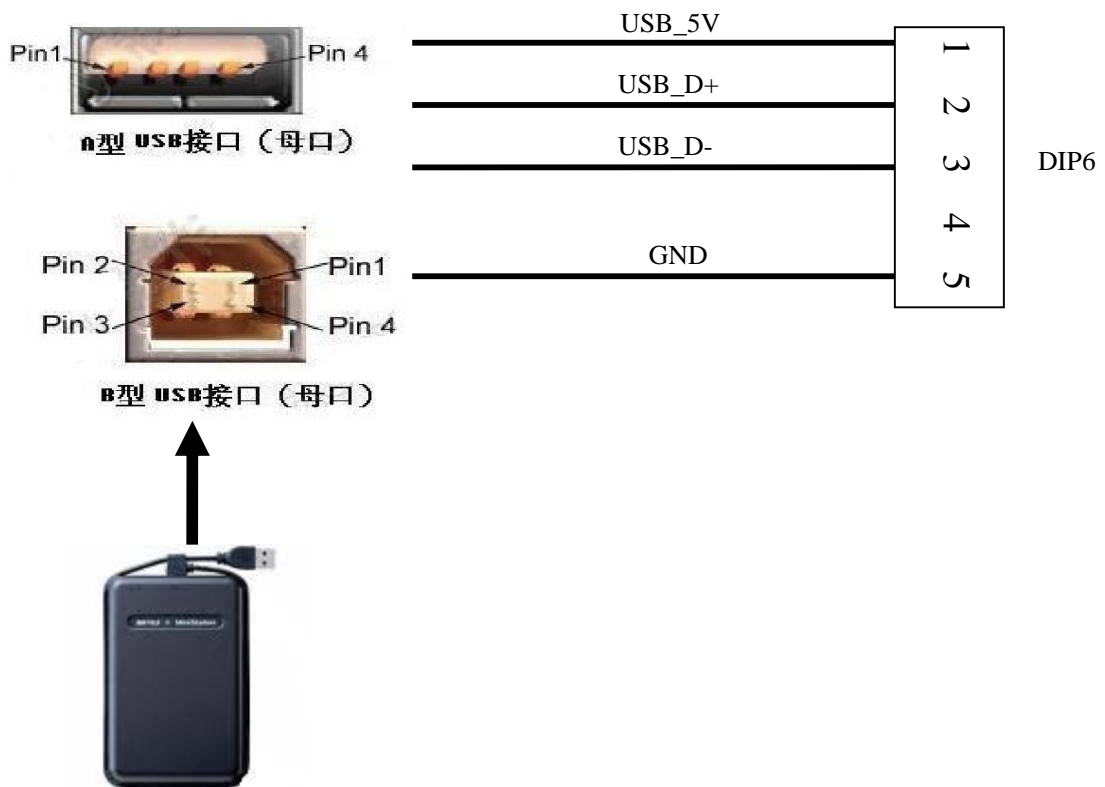 Pin1
Pin 4
A型 USB接口（母口）
USB_5V
USB_D+
USB_D-
GND
1
2
3
4
5
DIP6
Pin 2
Pin1
Pin 3
Pin 4
B型 USB接口（母口）